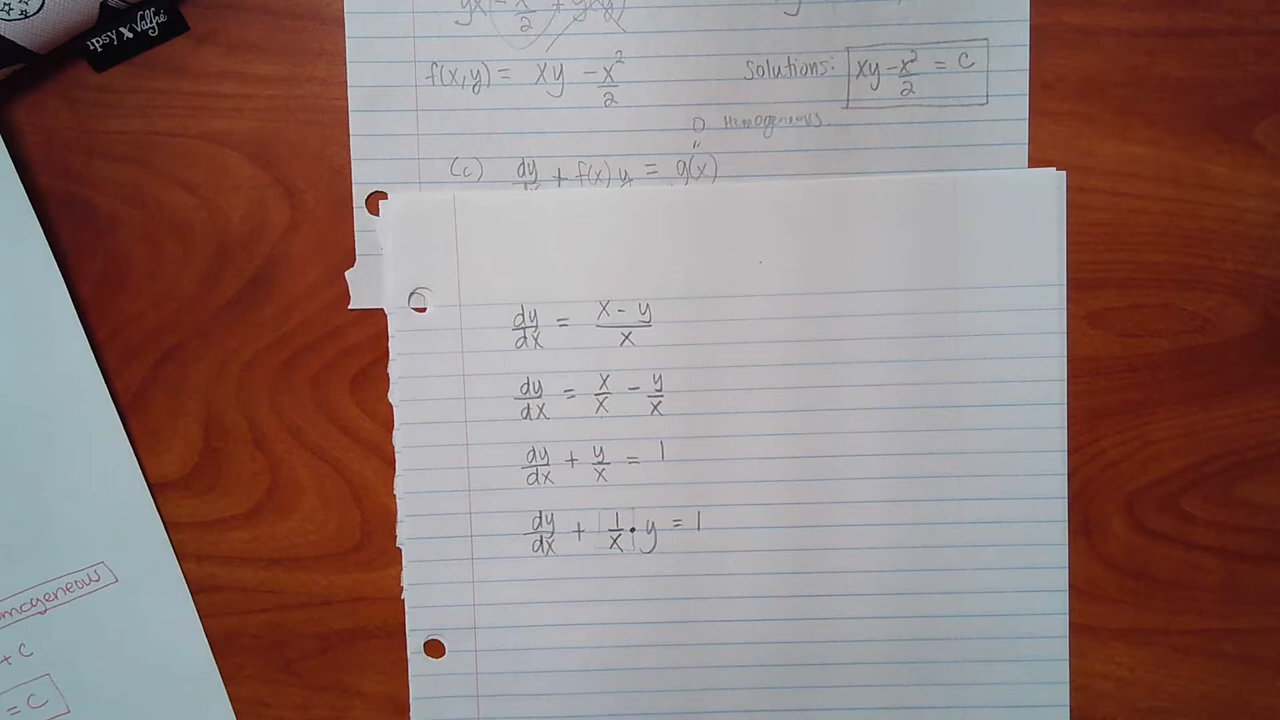 ipsy x Valfré
f(x,y) = xy - x²/2
Solutions: xy - x²/2 = C
0 Homogeneous
"
(c) dy/dx + f(x) y = g(x)
dy/dx = x - y / x
dy/dx = x/x - y/x
dy/dx + y/x = 1
dy/dx + 1/x • y = 1
+ C
= C